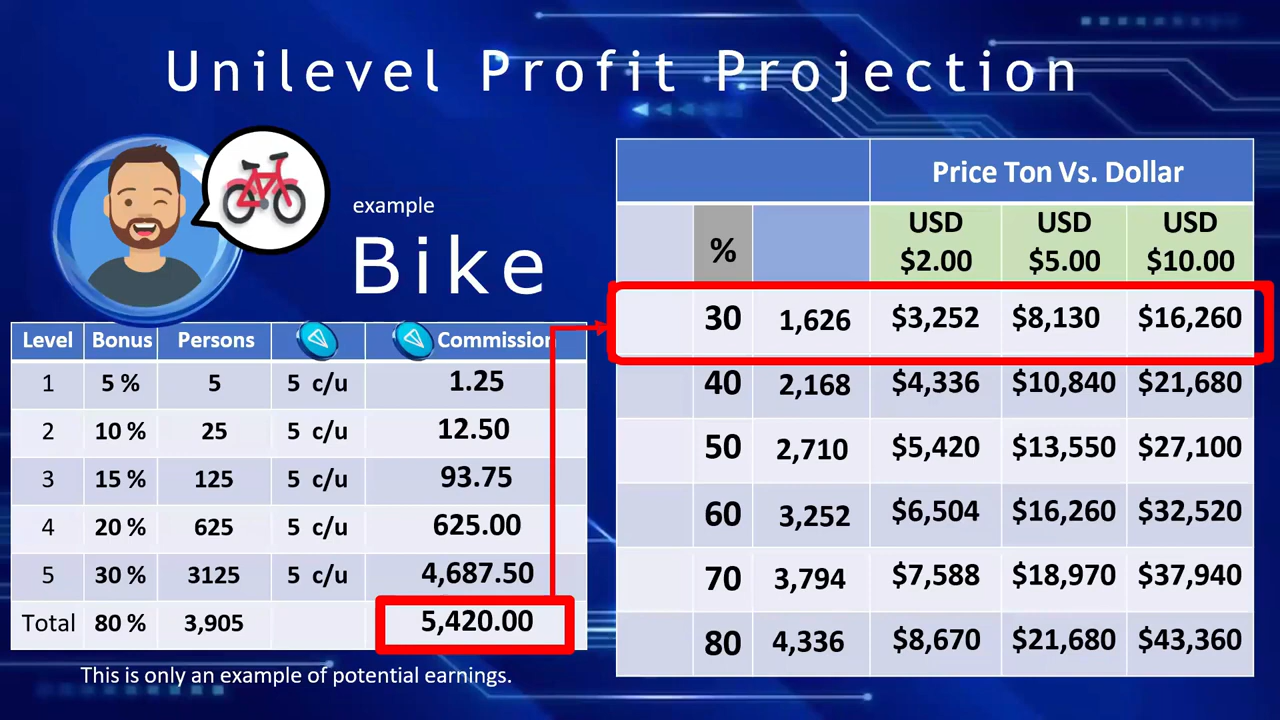 Unilevel Profit Projection
example
Bike
Level Bonus Persons Commission
1 5 % 5 5 c/u 1.25
2 10 % 25 5 c/u 12.50
3 15 % 125 5 c/u 93.75
4 20 % 625 5 c/u 625.00
5 30 % 3125 5 c/u 4,687.50
Total 80 % 3,905 5,420.00
This is only an example of potential earnings.
Price Ton Vs. Dollar
% USD $2.00 USD $5.00 USD $10.00
30 1,626 $3,252 $8,130 $16,260
40 2,168 $4,336 $10,840 $21,680
50 2,710 $5,420 $13,550 $27,100
60 3,252 $6,504 $16,260 $32,520
70 3,794 $7,588 $18,970 $37,940
80 4,336 $8,670 $21,680 $43,360